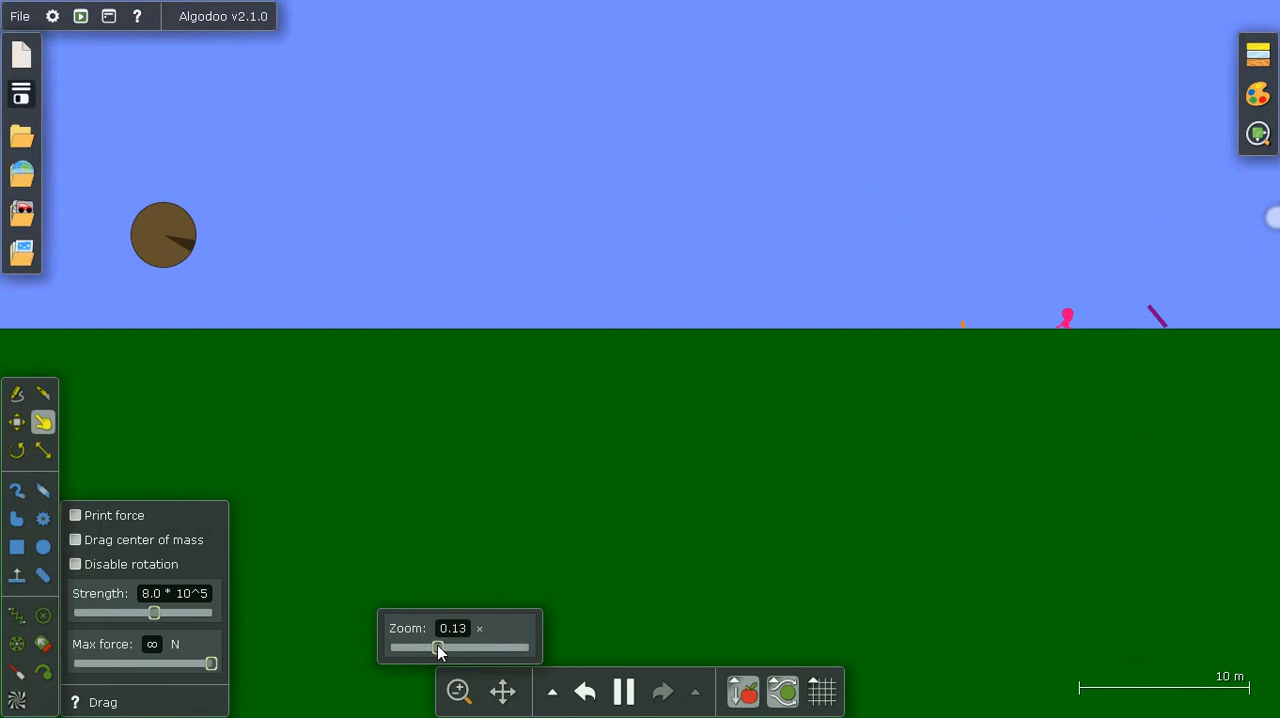 File ? Algodoo v2.1.0
Print force
Drag center of mass
Disable rotation
Strength: 8.0 * 10^5
Max force: ∞ N
? Drag
Zoom: 0.13 ×
10 m